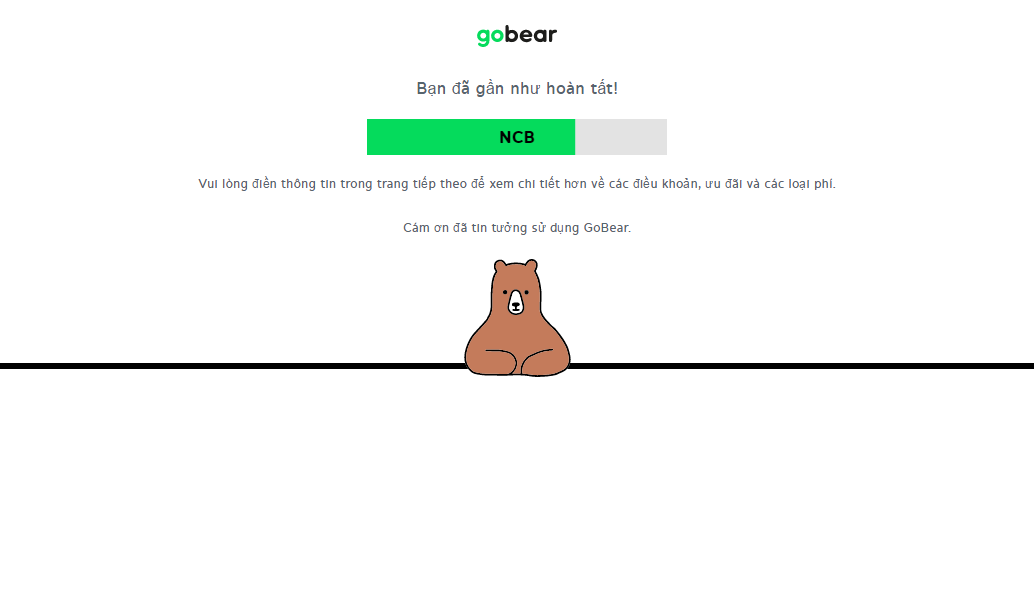 gobear
Bạn đã gần như hoàn tất!
NCB
Vui lòng điền thông tin trong trang tiếp theo để xem chi tiết hơn về các điều khoản, ưu đãi và các loại phí.
Cám ơn đã tin tưởng sử dụng GoBear.